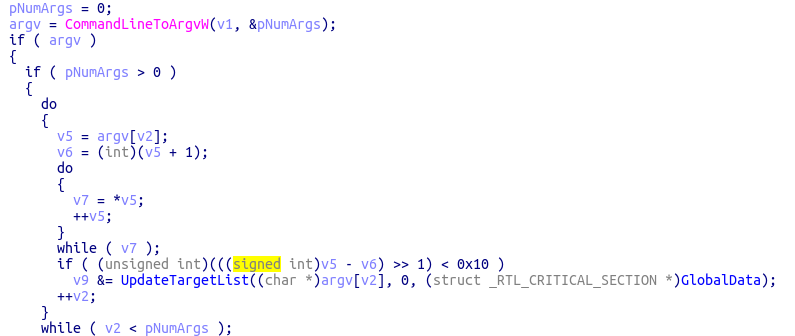 pNumArgs = 0;
argv = CommandLineToArgvW(v1, &pNumArgs);
if ( argv )
{
if ( pNumArgs > 0 )
{
do
{
v5 = argv[v2];
v6 = (int)(v5 + 1);
do
{
v7 = *v5;
++v5;
}
while ( v7 );
if ( (unsigned int)(((signed int)v5 - v6) >> 1) < 0x10 )
v9 &= UpdateTargetList((char *)argv[v2], 0, (struct _RTL_CRITICAL_SECTION *)GlobalData);
++v2;
}
while ( v2 < pNumArgs );